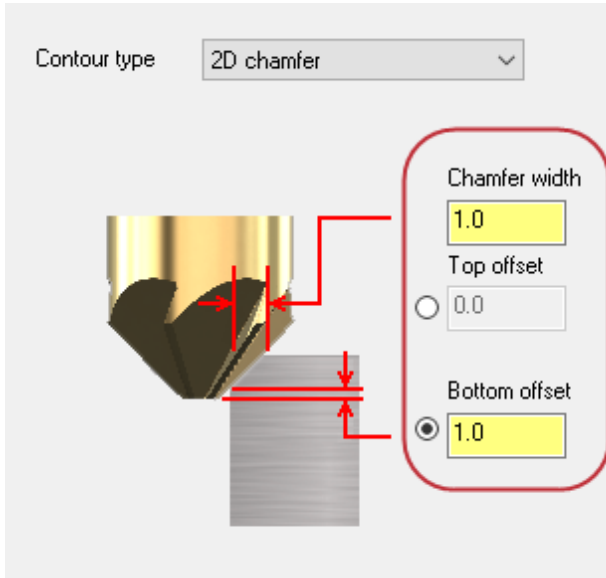 Contour type
2D chamfer
Chamfer width
1.0
Top offset
0.0
Bottom offset
1.0